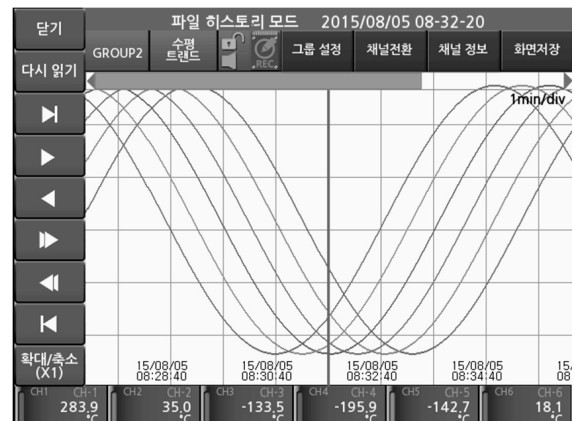 닫기
파일 히스토리 모드 2015/08/05 08-32-20
GROUP2
수평 트랜드
REC.
그룹 설정
채널전환
채널 정보
화면저장
다시 읽기
1min/div
확대/축소
(X1)
15/08/05 15/08/05 15/08/05 15/08/05 15/
08:28:40 08:30:40 08:32:40 08:34:40 08
CH1 CH-1 CH2 CH-2 CH3 CH-3 CH4 CH-4 CH5 CH-5 CH6 CH-6
283.9 35.0 -133.5 -195.9 -142.7 18.1
°C °C °C °C °C °C